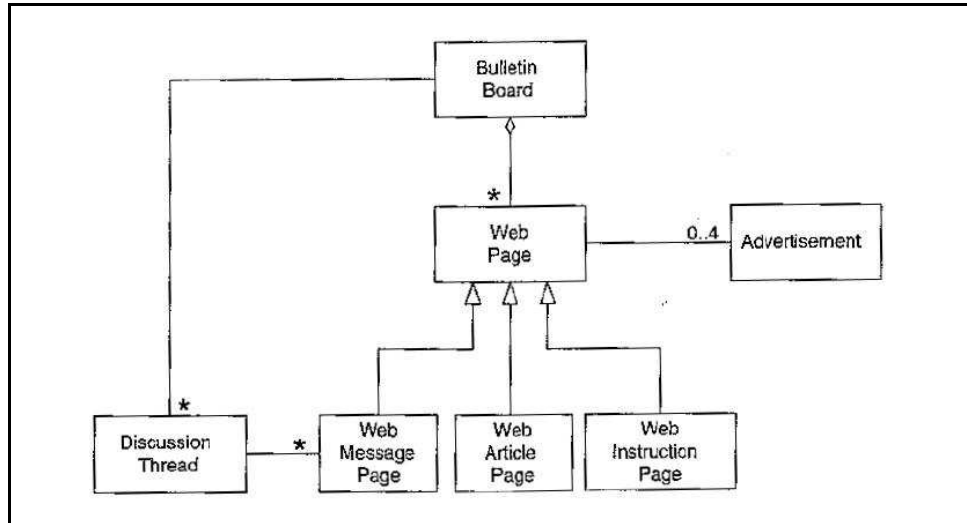 Bulletin
Board
*
Web
Page
0..4
Advertisement
*
Discussion
Thread
*
Web
Message
Page
Web
Article
Page
Web
Instruction
Page